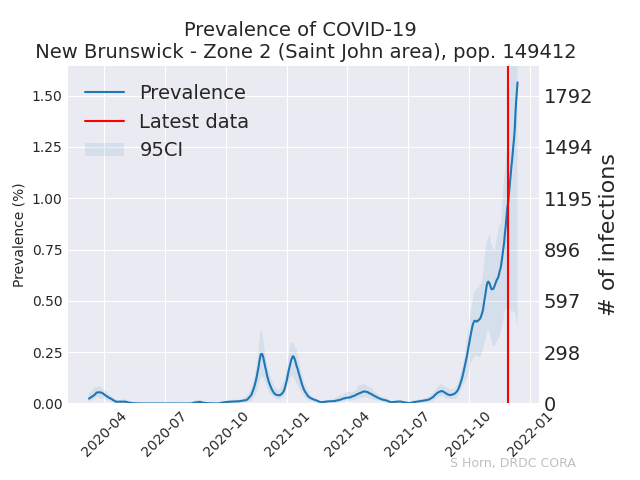 Prevalence of COVID-19
New Brunswick - Zone 2 (Saint John area), pop. 149412
Prevalence
Latest data
95CI
Prevalence (%)
1.50
1.25
1.00
0.75
0.50
0.25
0.00
1792
1494
1195
896
597
298
0
# of infections
2020-04
2020-07
2020-10
2021-01
2021-04
2021-07
2021-10
2022-01
S Horn, DRDC CORA